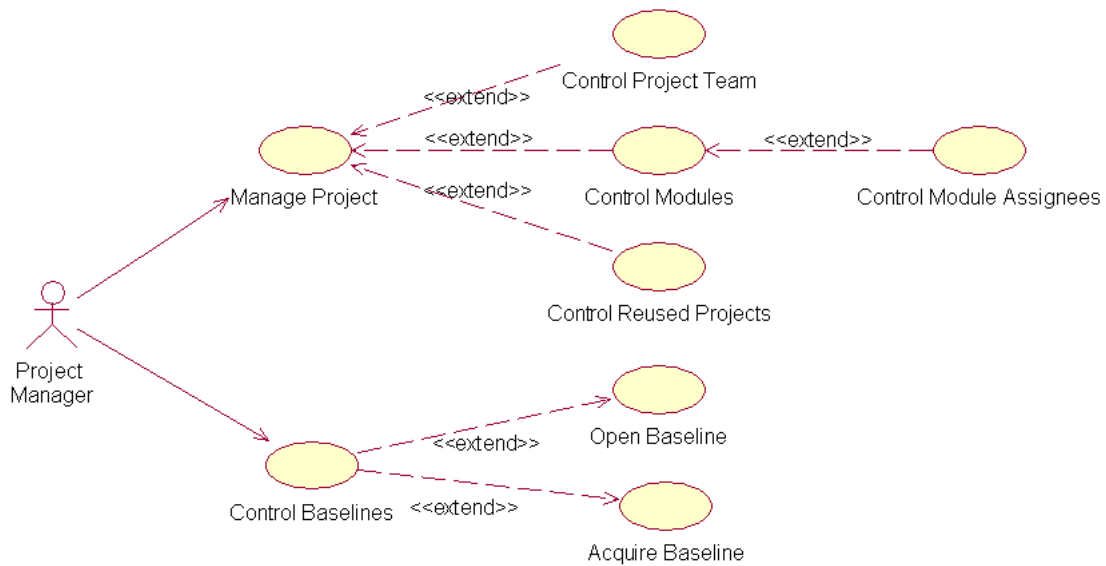 Control Project Team
<<extend>>
<<extend>>
<<extend>>
Manage Project
Control Modules
Control Module Assignees
<<extend>>
Control Reused Projects
Project
Manager
<<extend>>
Open Baseline
Control Baselines
<<extend>>
Acquire Baseline